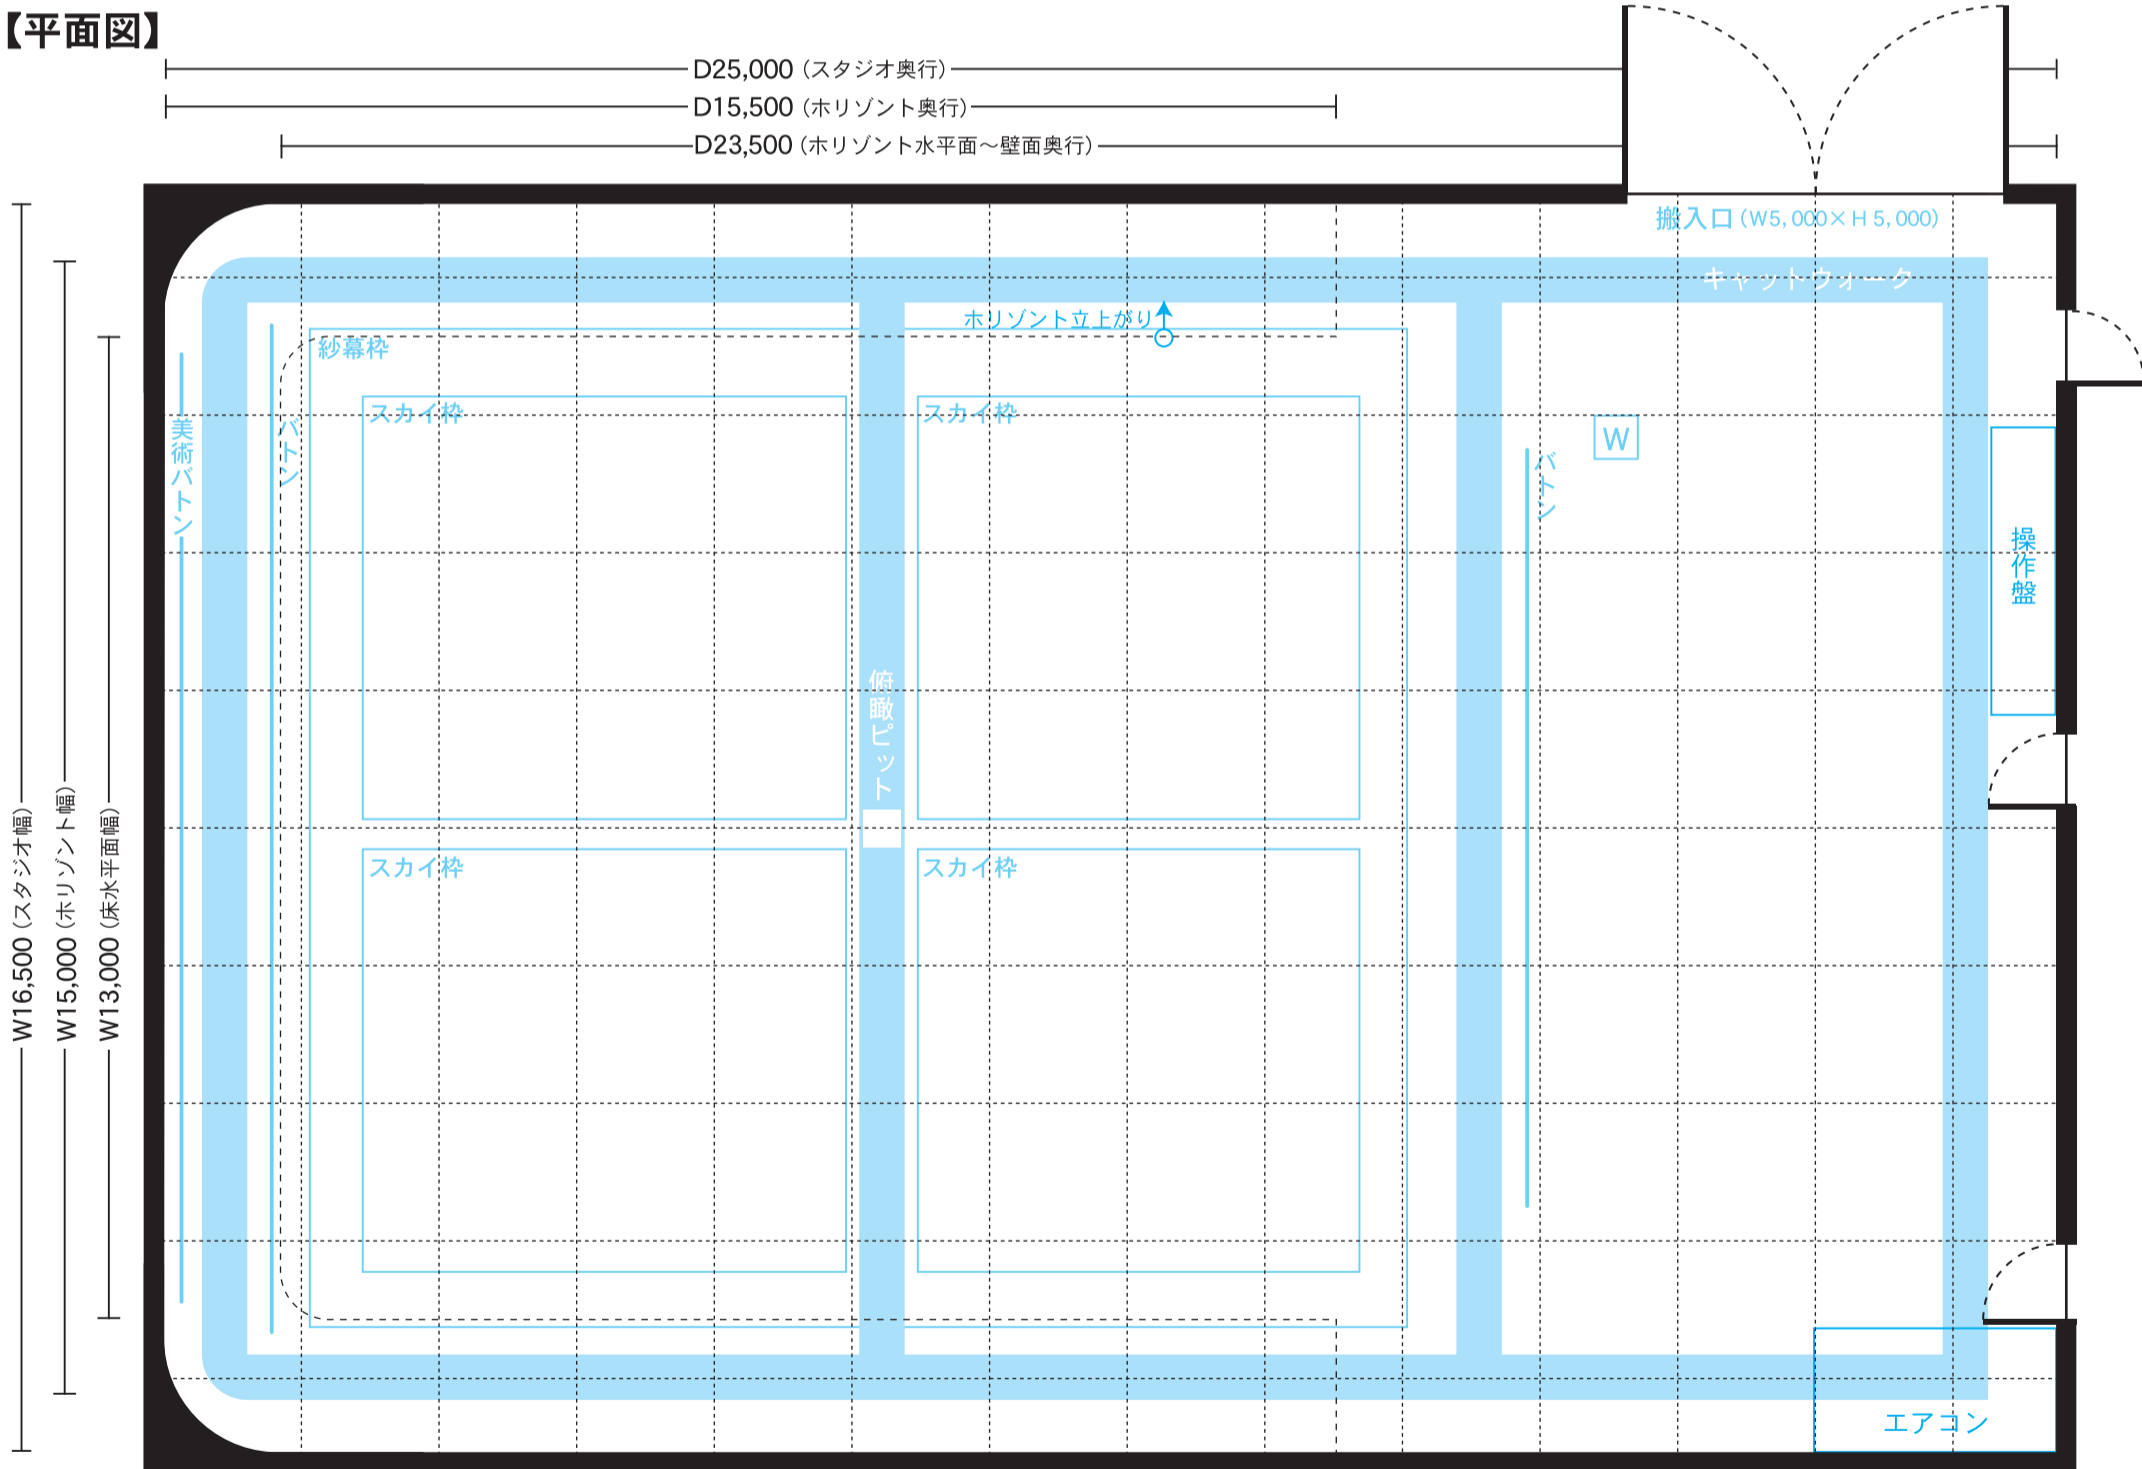 【平面図】
D25,000（スタジオ奥行）
D15,500（ホリゾント奥行）
D23,500（ホリゾント水平面～壁面奥行）
搬入口（W5,000×H 5,000）
キャットウォーク
ホリゾント立上がり
紗幕枠
スカイ枠
スカイ枠
美術バトン
バトン
W
バトン
操作盤
俯瞰ピット
W16,500（スタジオ幅）
W15,000（ホリゾント幅）
W13,000（床水平面幅）
スカイ枠
スカイ枠
エアコン